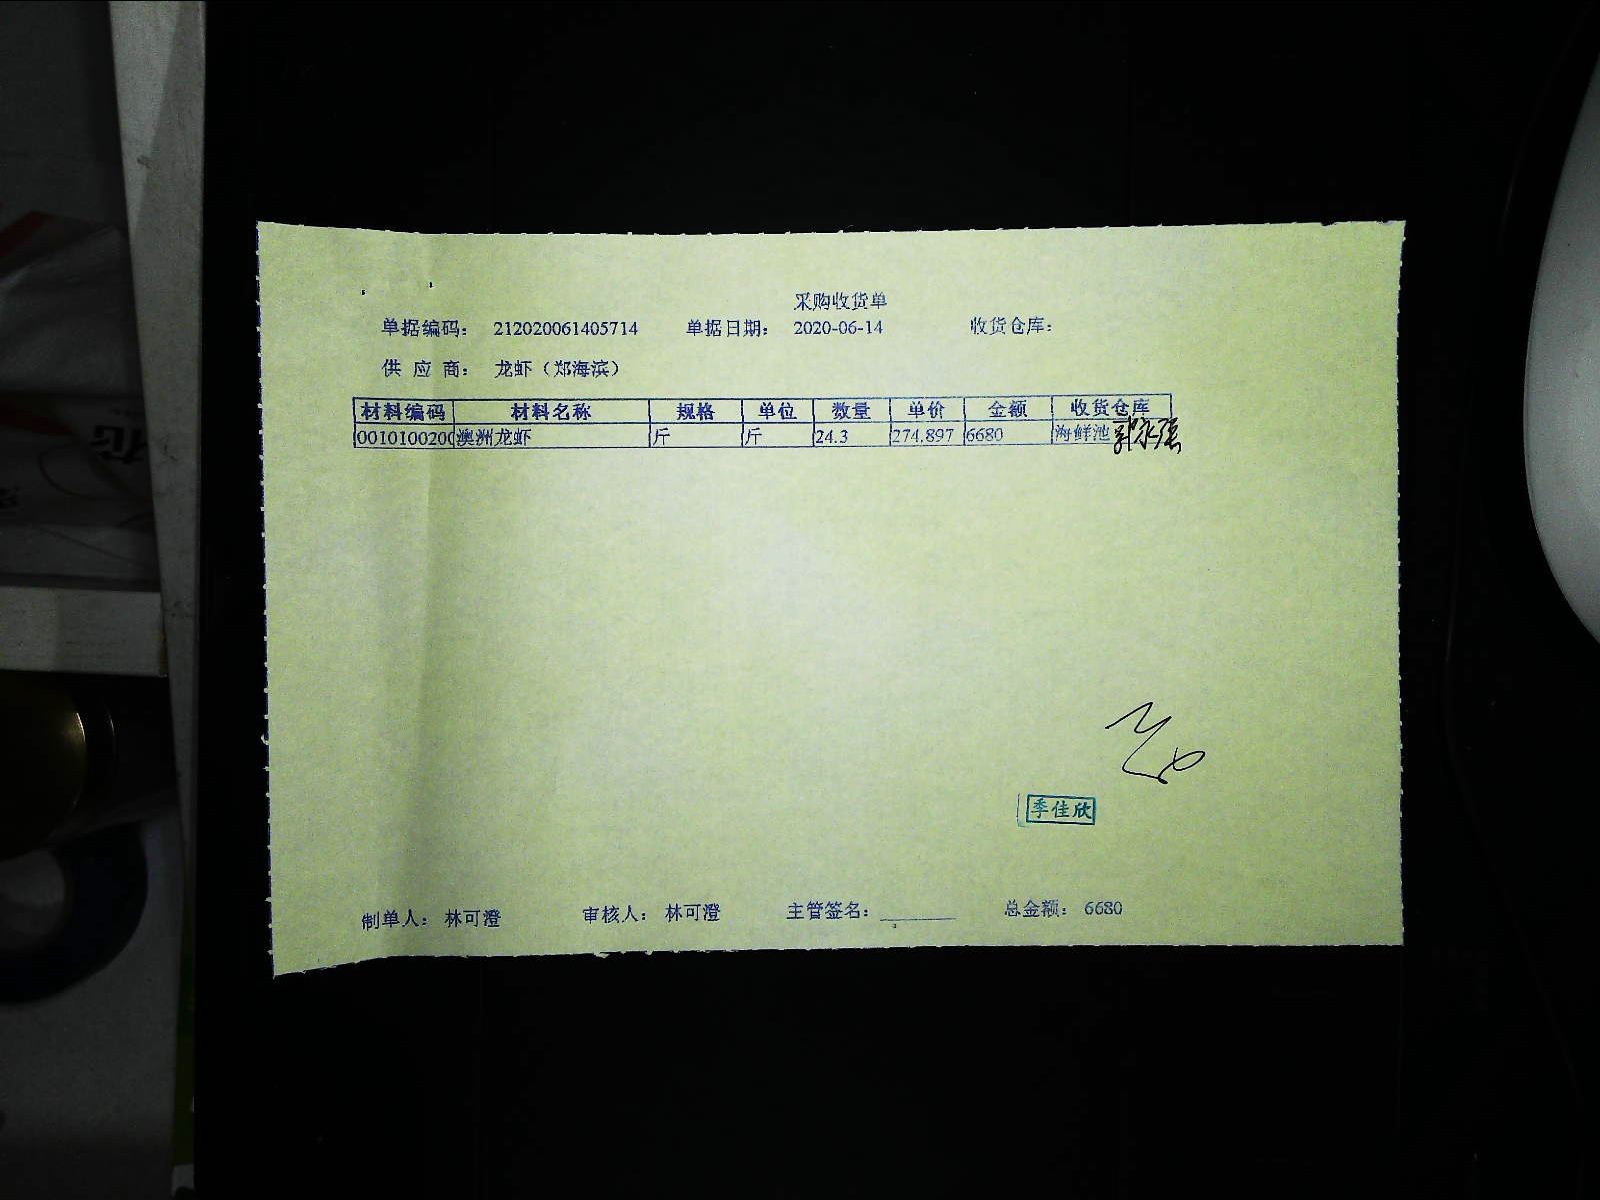 采购收货单
单据编码： 212020061405714 单据日期： 2020-06-14 收货仓库：
供 应 商： 龙虾（郑海滨）
材料编码 材料名称 规格 单位 数量 单价 金额 收货仓库
0010100200 澳洲龙虾 斤 斤 24.3 274.897 6680 海鲜池
季佳欣
制单人： 林可澄 审核人： 林可澄 主管签名： 总金额： 6680